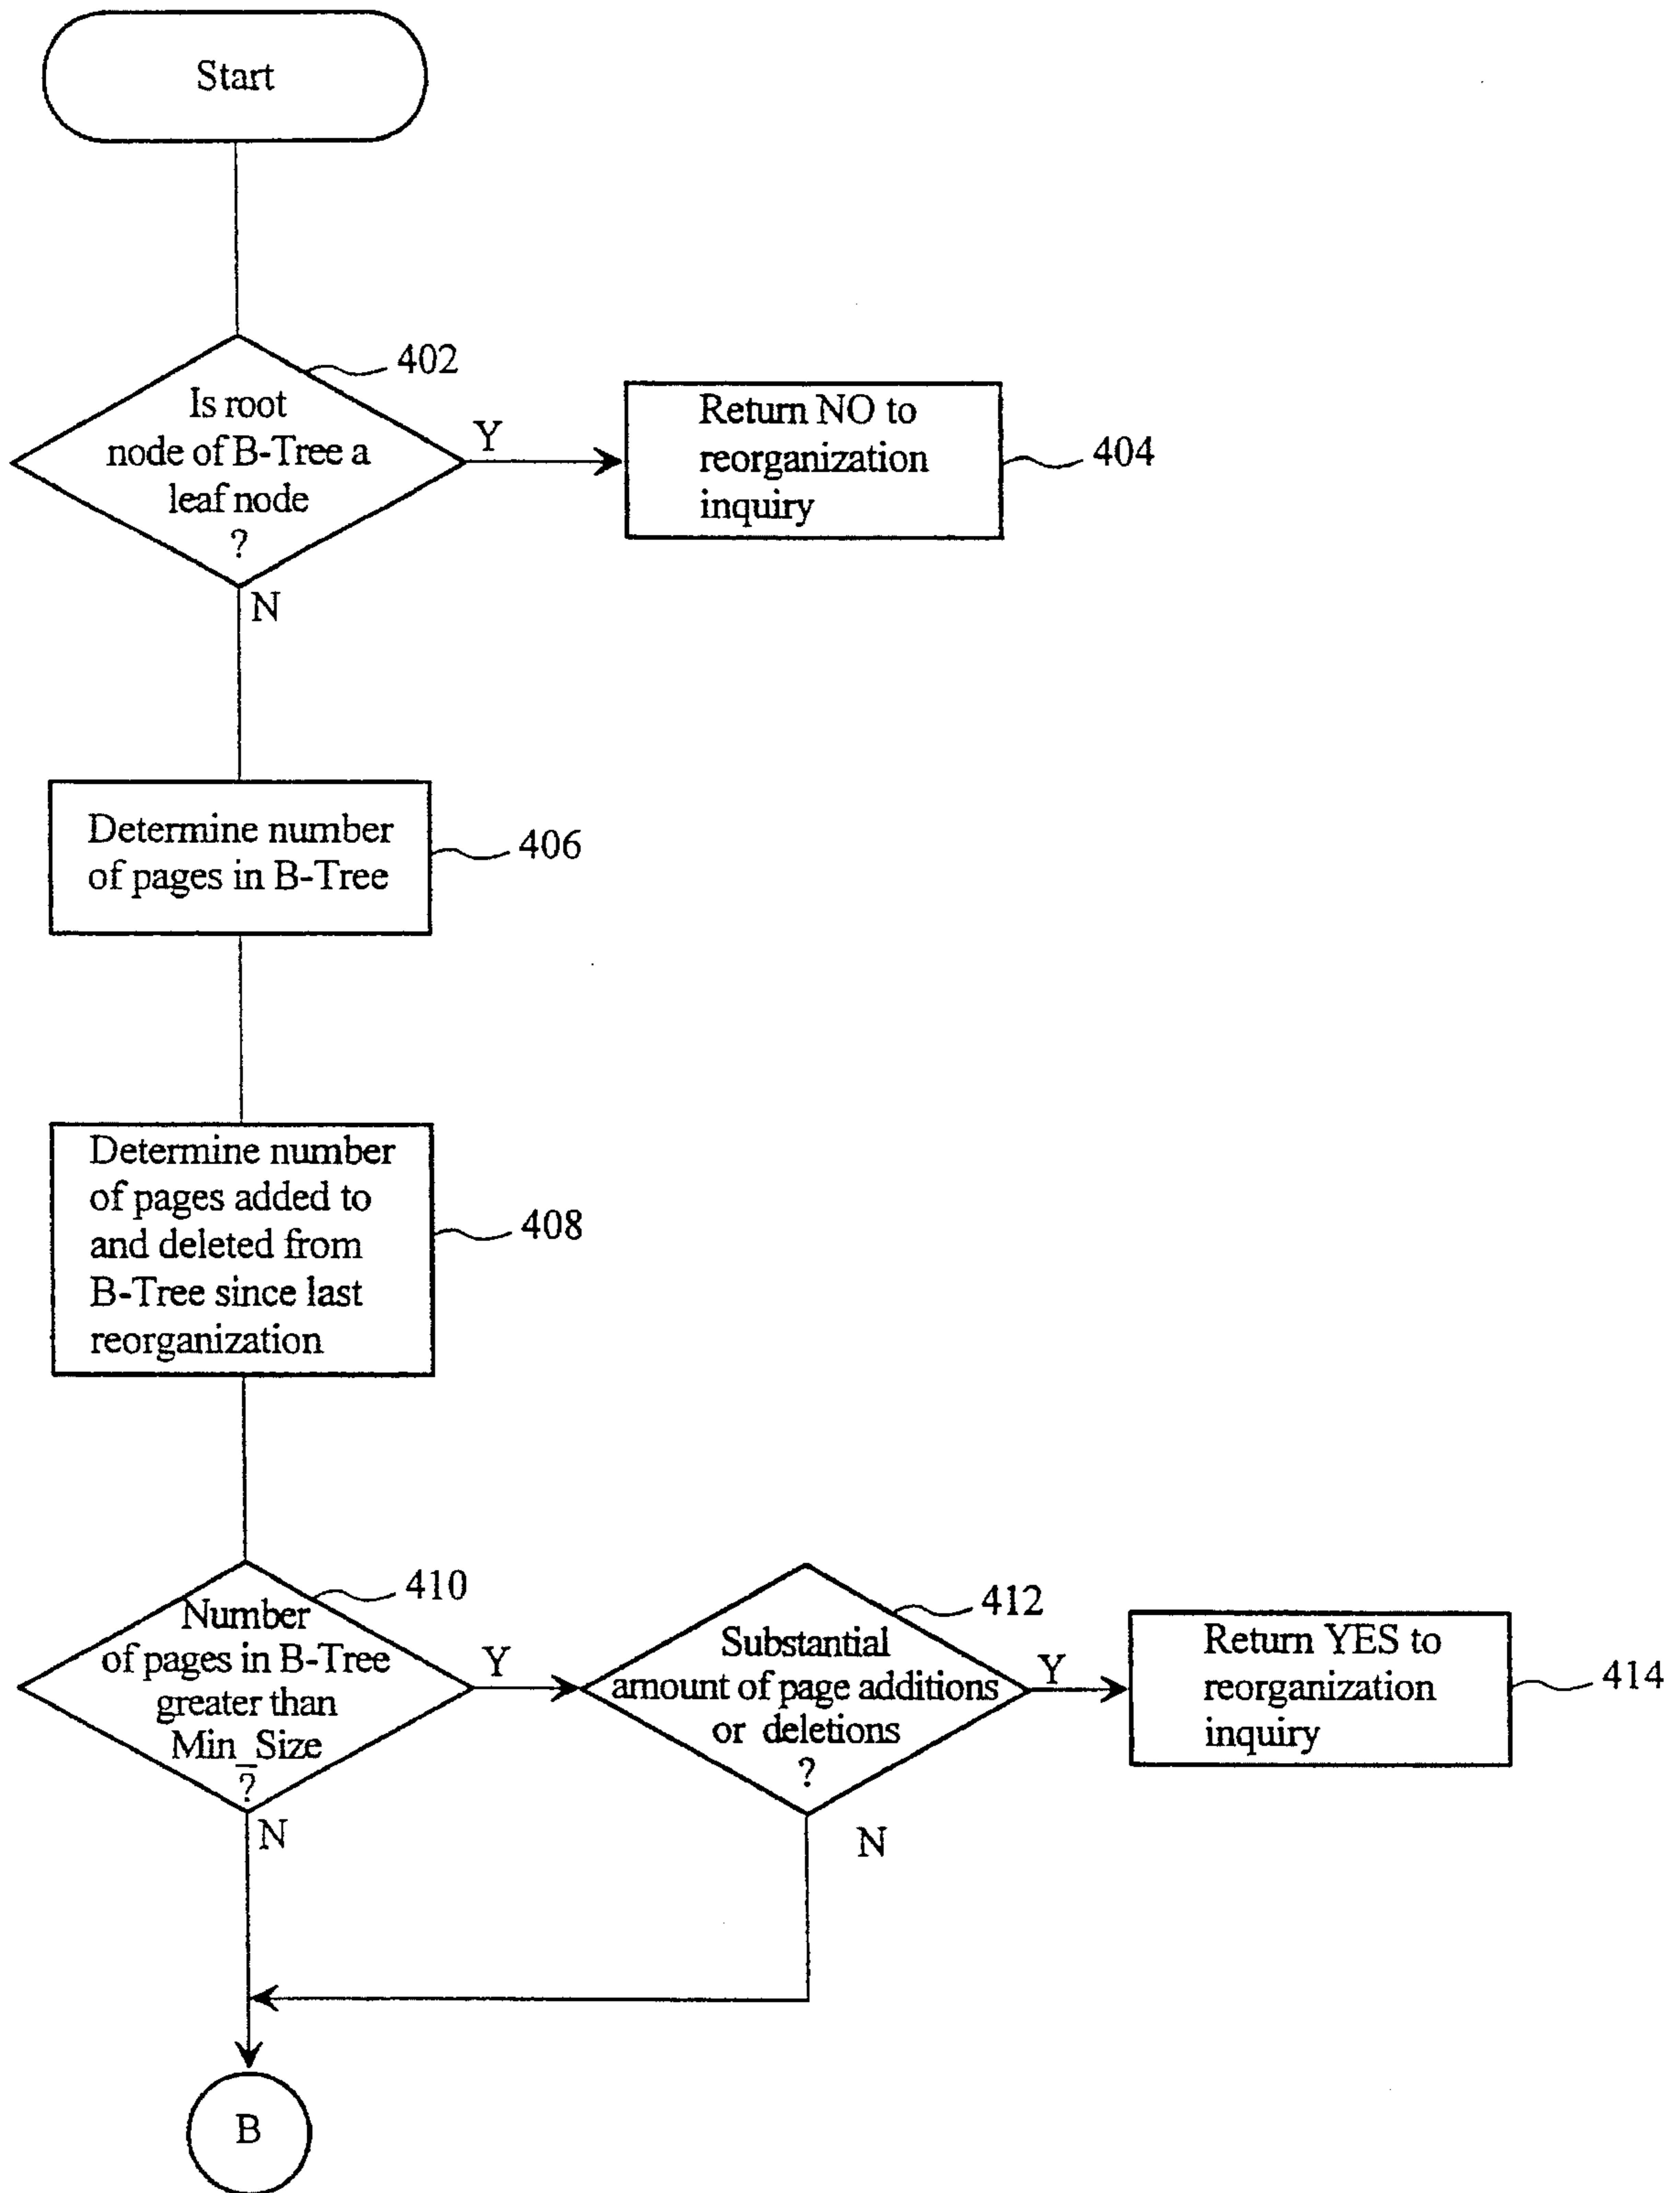 Start
402
Is root
node of B-Tree a
leaf node
?
Y
N
Return NO to
reorganization
inquiry
404
Determine number
of pages in B-Tree
406
Determine number
of pages added to
and deleted from
B-Tree since last
reorganization
408
410
Number
of pages in B-Tree
greater than
Min_Size
?
Y
N
412
Substantial
amount of page additions
or deletions
?
Y
N
Return YES to
reorganization
inquiry
414
B